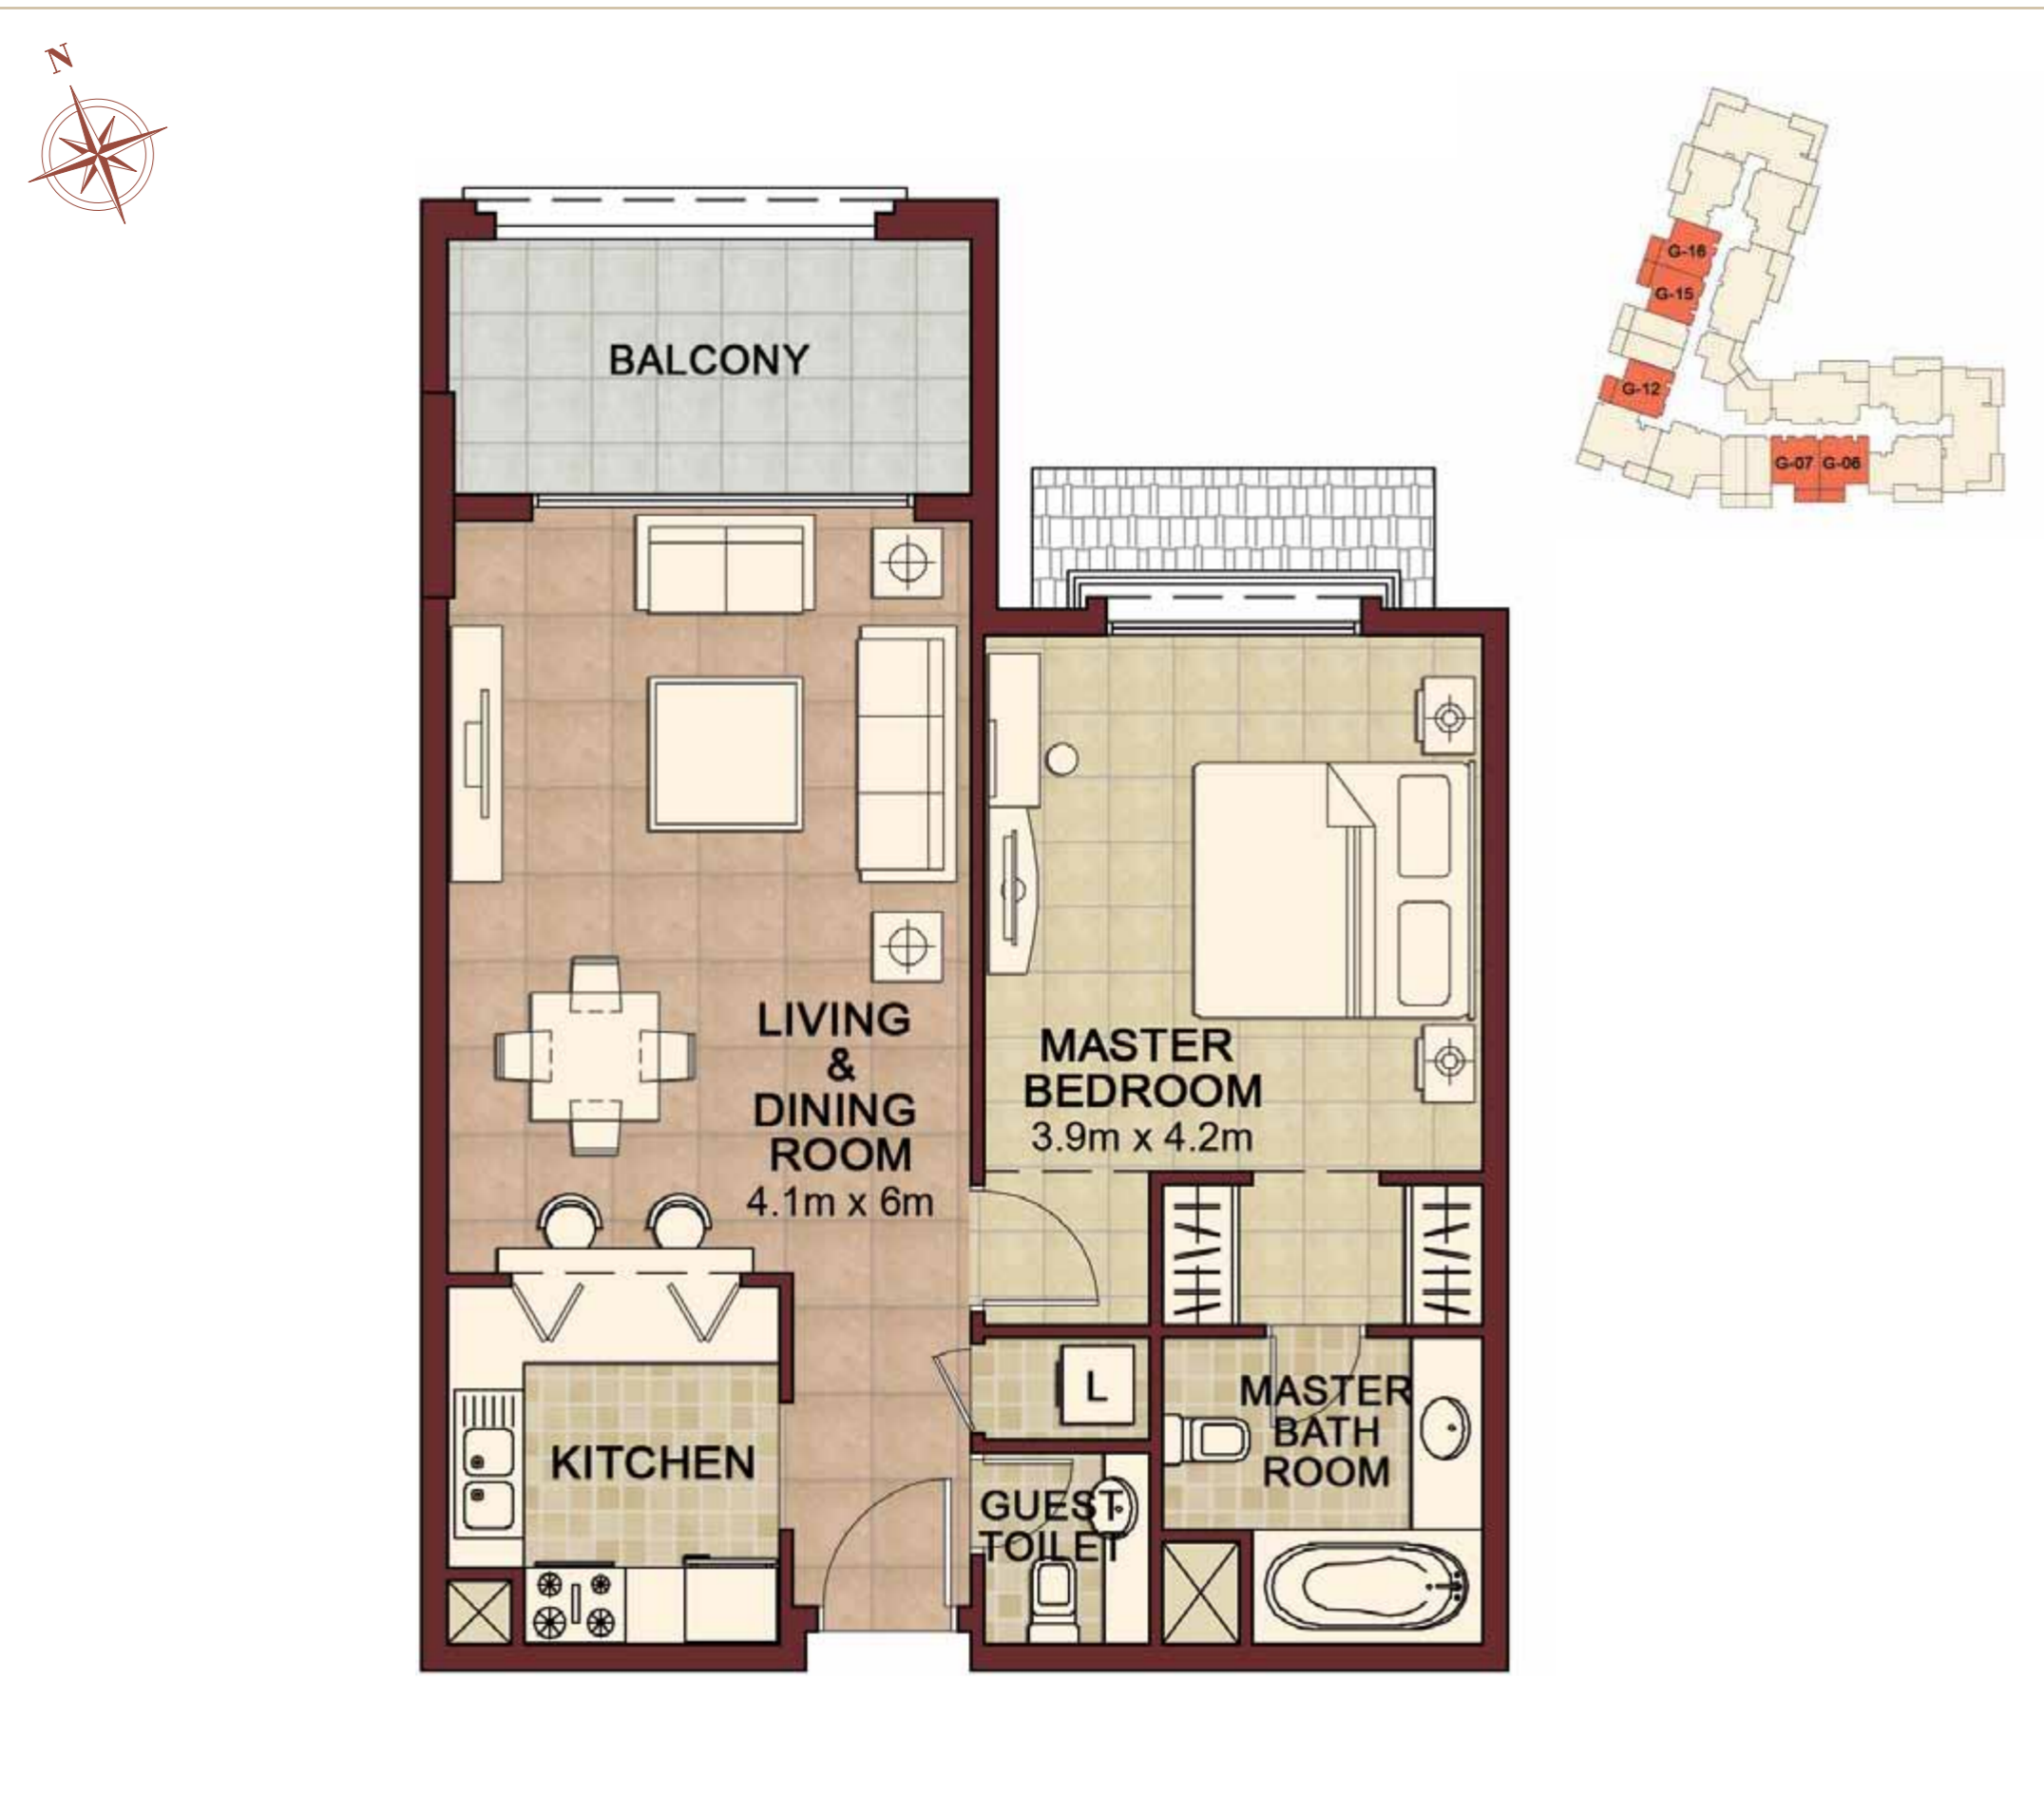 N
G-16
G-15
G-12
G-07 G-06
BALCONY
LIVING
&
DINING
ROOM
4.1m x 6m
MASTER
BEDROOM
3.9m x 4.2m
L
KITCHEN
GUEST
TOILET
MASTER
BATH
ROOM